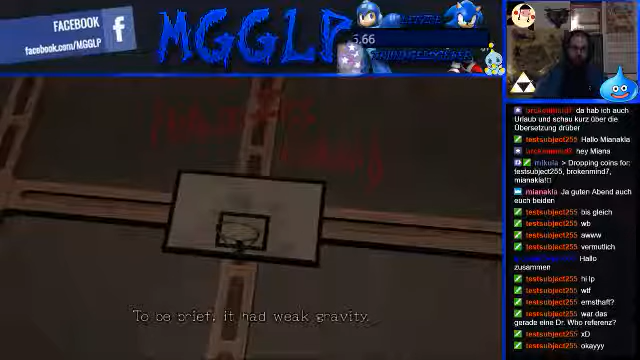 FACEBOOK
facebook.com/MGGLP
MGGLP
5.66
brokenmind7: da hab ich auch
Urlaub und schau kurz über die
Übersetzung drüber
testsubject255: Hallo Mianakla
brokenmind7: hey Miana
mikuia: > Dropping coins for:
testsubject255, brokenmind7,
mianakla!
mianakla: Ja guten Abend auch
euch beiden
testsubject255: bis gleich
testsubject255: wb
testsubject255: awww
testsubject255: vermutlich
Hallo
zusammen
testsubject255: hi lp
testsubject255: wtf
testsubject255: ernsthaft?
testsubject255: war das
gerade eine Dr. Who referenz?
testsubject255: xD
testsubject255: okayyy
To be brief, it had weak gravity.